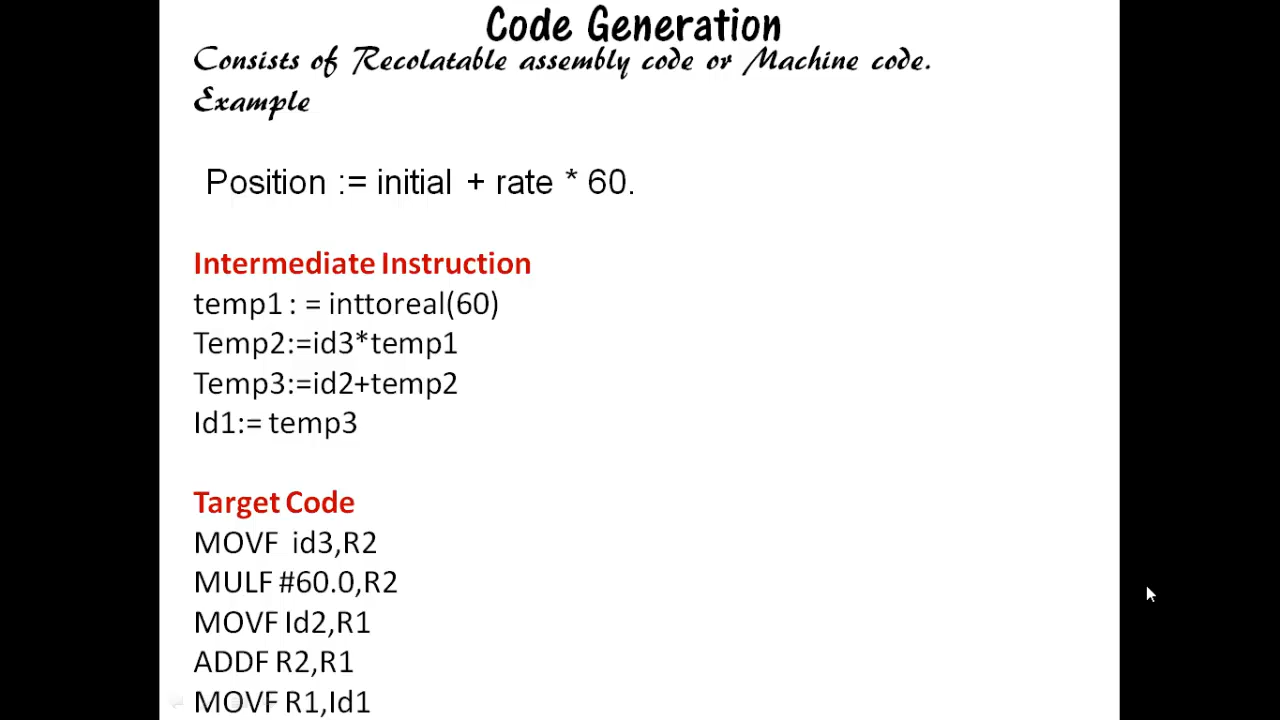 Code Generation
Consists of Recolatable assembly code or Machine code.
Example
Position := initial + rate * 60.
Intermediate Instruction
temp1 : = inttoreal(60)
Temp2:=id3*temp1
Temp3:=id2+temp2
Id1:= temp3
Target Code
MOVF id3,R2
MULF #60.0,R2
MOVF Id2,R1
ADDF R2,R1
MOVF R1,Id1